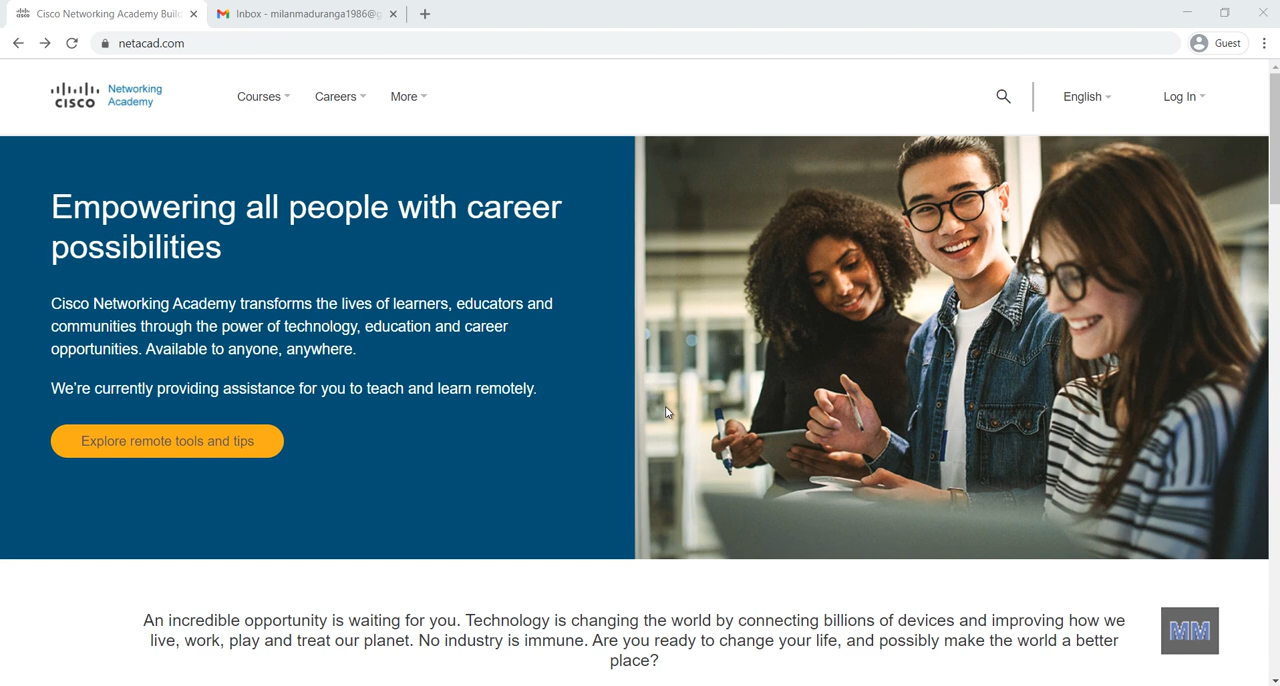 Cisco Networking Academy Build
Inbox - milanmaduranga1986@g
netacad.com
Guest
CISCO
Networking
Academy
Courses
Careers
More
English
Log In
Empowering all people with career
possibilities
Cisco Networking Academy transforms the lives of learners, educators and
communities through the power of technology, education and career
opportunities. Available to anyone, anywhere.
We're currently providing assistance for you to teach and learn remotely.
Explore remote tools and tips
An incredible opportunity is waiting for you. Technology is changing the world by connecting billions of devices and improving how we
live, work, play and treat our planet. No industry is immune. Are you ready to change your life, and possibly make the world a better
place?
MM